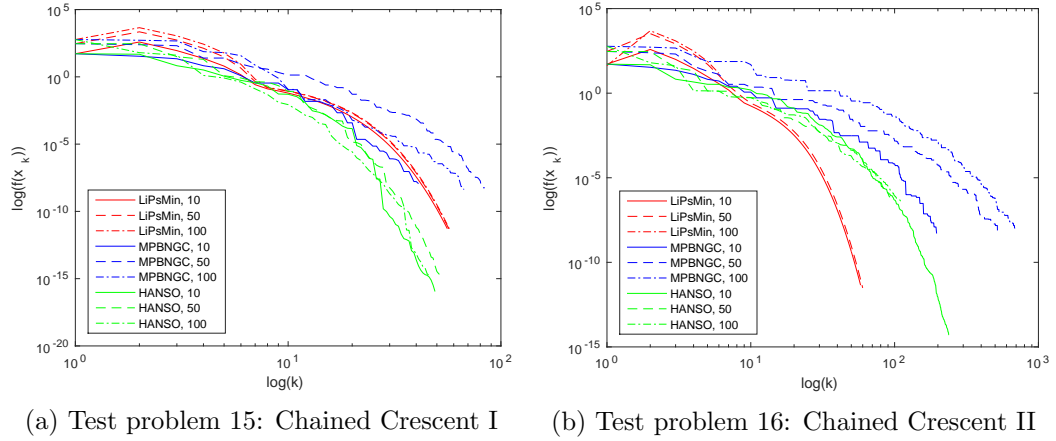 10^5
10^0
10^-5
10^-10
10^-15
10^-20
log(f(x_k))
LiPsMin, 10
LiPsMin, 50
LiPsMin, 100
MPBNGC, 10
MPBNGC, 50
MPBNGC, 100
HANSO, 10
HANSO, 50
HANSO, 100
10^0
10^1
10^2
log(k)
(a) Test problem 15: Chained Crescent I
10^5
10^0
10^-5
10^-10
10^-15
log(f(x_k))
LiPsMin, 10
LiPsMin, 50
LiPsMin, 100
MPBNGC, 10
MPBNGC, 50
MPBNGC, 100
HANSO, 10
HANSO, 50
HANSO, 100
10^0
10^1
10^2
10^3
log(k)
(b) Test problem 16: Chained Crescent II